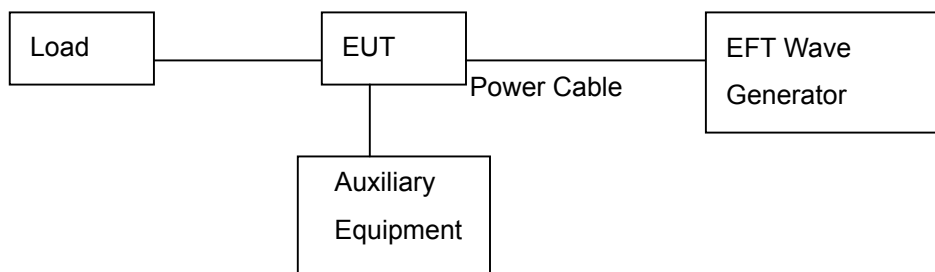 Load
EUT
EFT Wave
Generator
Power Cable
Auxiliary
Equipment